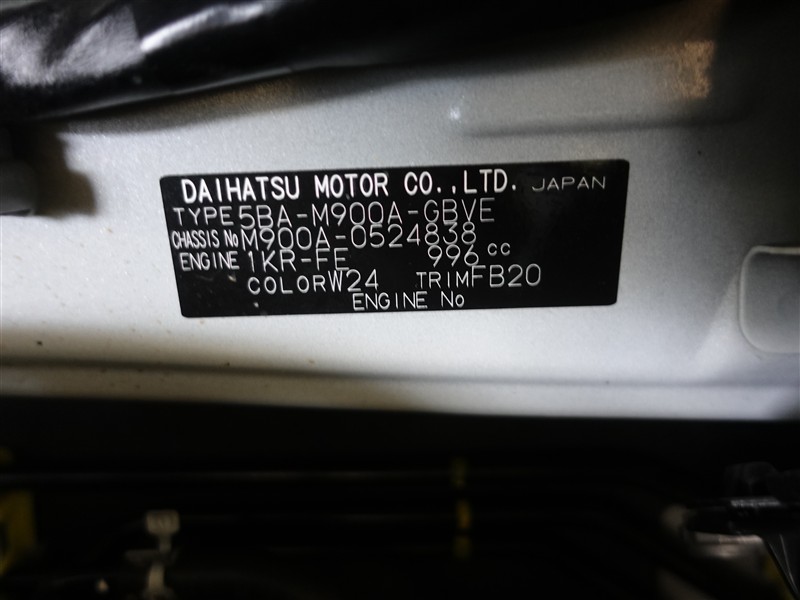 DAIHATSU MOTOR CO.,LTD. JAPAN
TYPE 5BA-M900A-GBVE
CHASSIS No M900A-0524838
ENGINE 1KR-FE 996 cc
COLOR W24 TRIM FB20
ENGINE No